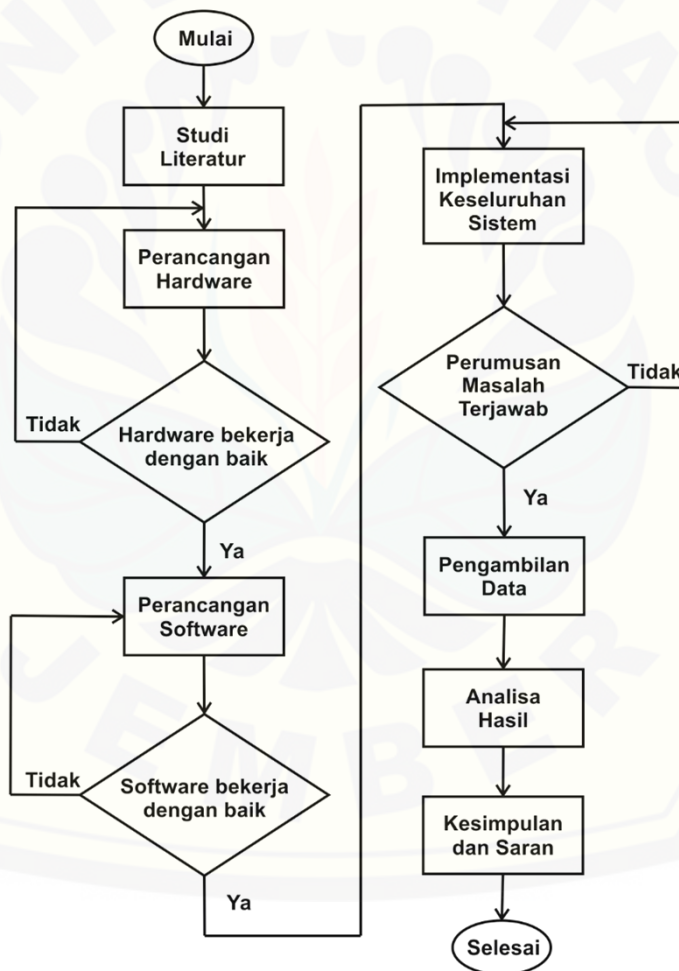 Mulai
Studi
Literatur
Perancangan
Hardware
Tidak
Hardware bekerja
dengan baik
Ya
Perancangan
Software
Tidak
Software bekerja
dengan baik
Ya
Implementasi
Keseluruhan
Sistem
Perumusan
Masalah
Terjawab
Tidak
Ya
Pengambilan
Data
Analisa
Hasil
Kesimpulan
dan Saran
Selesai
JEMBER